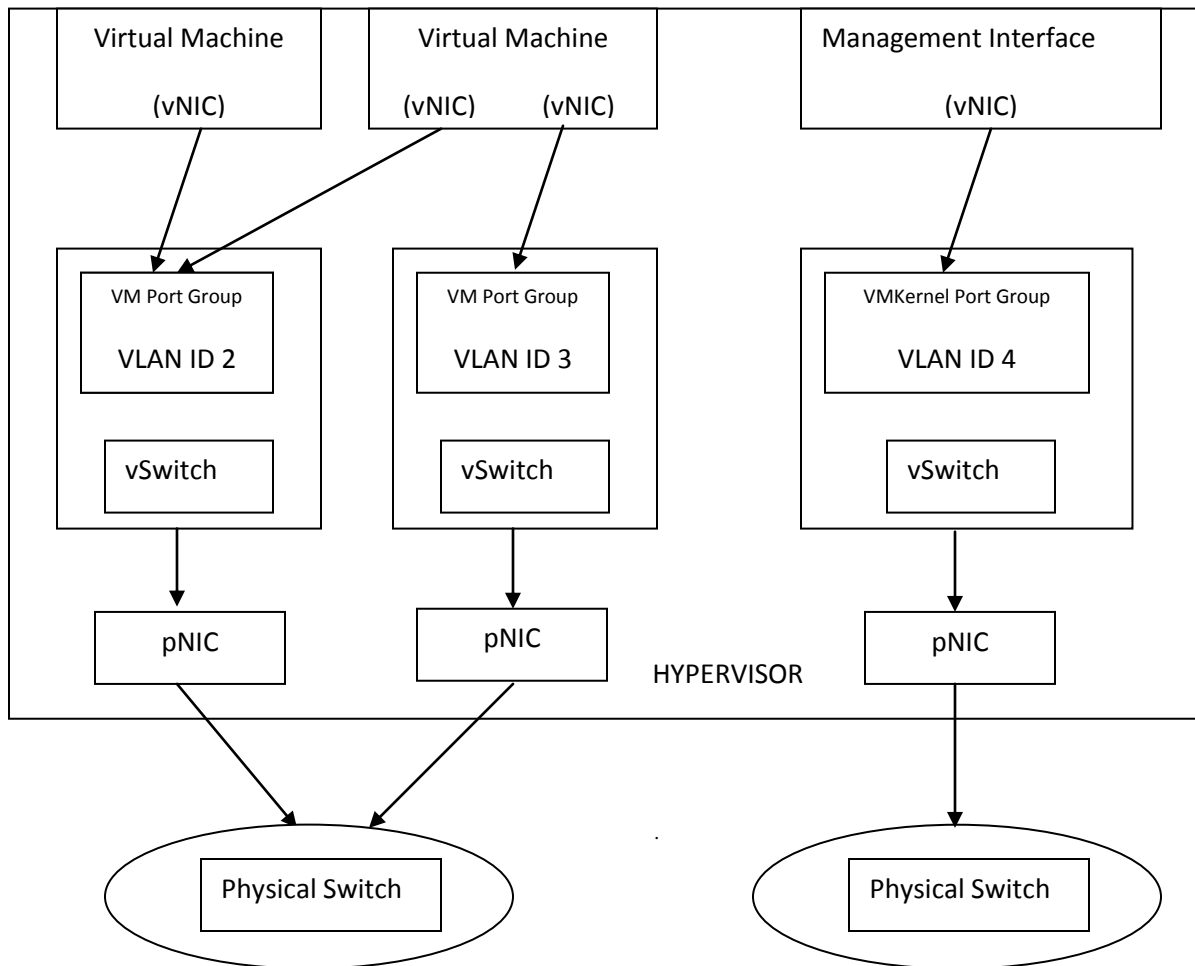 Virtual Machine
(vNIC)
Virtual Machine
(vNIC) (vNIC)
Management Interface
(vNIC)
VM Port Group
VLAN ID 2
vSwitch
VM Port Group
VLAN ID 3
vSwitch
VMKernel Port Group
VLAN ID 4
vSwitch
pNIC
pNIC
pNIC
HYPERVISOR
.
Physical Switch
Physical Switch